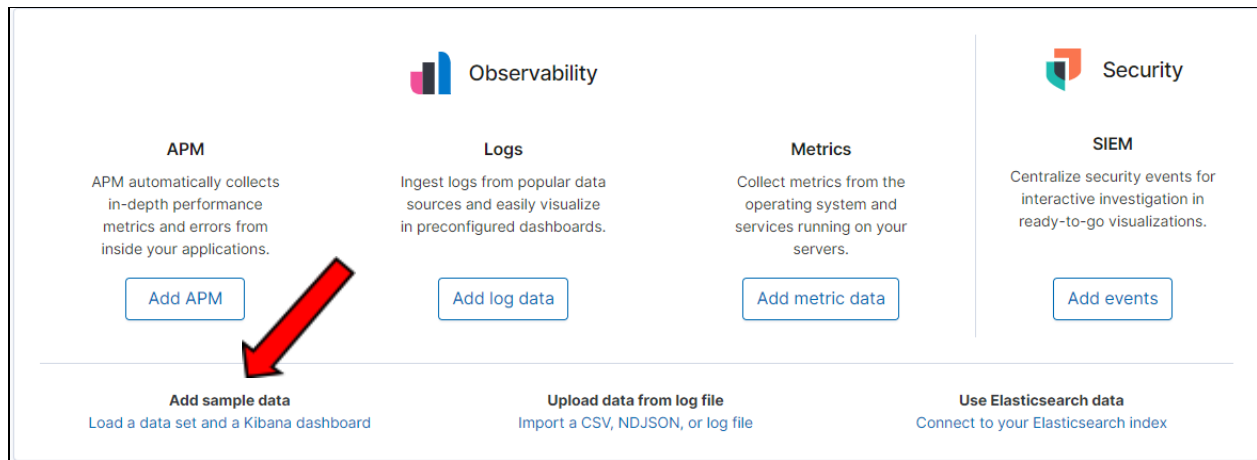 Observability
Security
APM
APM automatically collects
in-depth performance
metrics and errors from
inside your applications.
Add APM
Logs
Ingest logs from popular data
sources and easily visualize
in preconfigured dashboards.
Add log data
Metrics
Collect metrics from the
operating system and
services running on your
servers.
Add metric data
SIEM
Centralize security events for
interactive investigation in
ready-to-go visualizations.
Add events
Add sample data
Load a data set and a Kibana dashboard
Upload data from log file
Import a CSV, NDJSON, or log file
Use Elasticsearch data
Connect to your Elasticsearch index